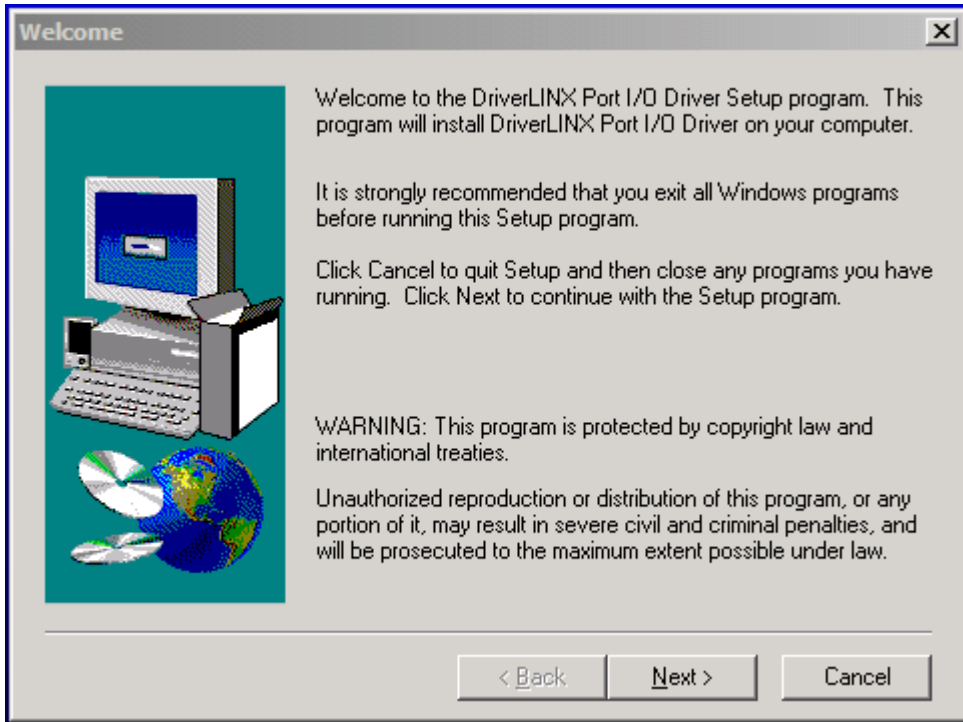 Welcome
Welcome to the DriverLINX Port I/O Driver Setup program.  This
program will install DriverLINX Port I/O Driver on your computer.
It is strongly recommended that you exit all Windows programs
before running this Setup program.
Click Cancel to quit Setup and then close any programs you have
running.  Click Next to continue with the Setup program.
WARNING: This program is protected by copyright law and
international treaties.
Unauthorized reproduction or distribution of this program, or any
portion of it, may result in severe civil and criminal penalties, and
will be prosecuted to the maximum extent possible under law.
< Back
Next >
Cancel